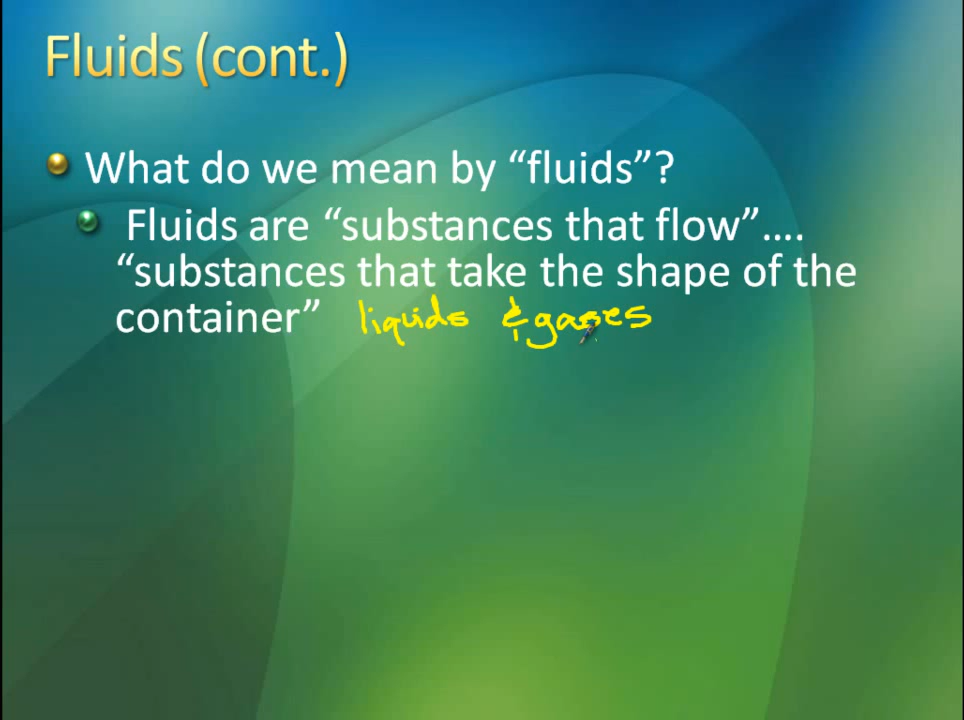 Fluids (cont.)
What do we mean by “fluids”?
Fluids are “substances that flow”....
“substances that take the shape of the
container” liquids & gases